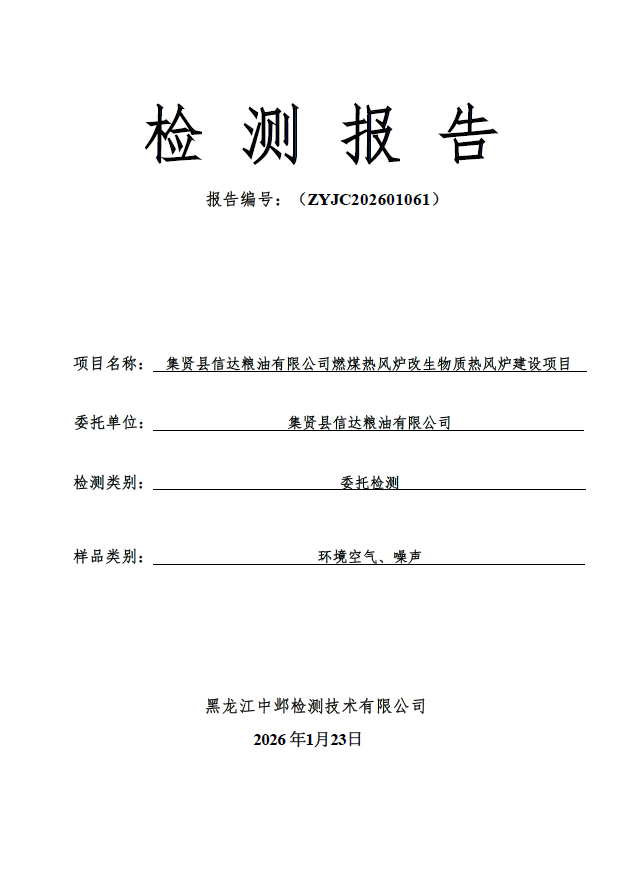 检测报告
报告编号：（ZYJC202601061）
项目名称：集贤县信达粮油有限公司燃煤热风炉改生物质热风炉建设项目
委托单位：集贤县信达粮油有限公司
检测类别：委托检测
样品类别：环境空气、噪声
黑龙江中邺检测技术有限公司
2026年1月23日